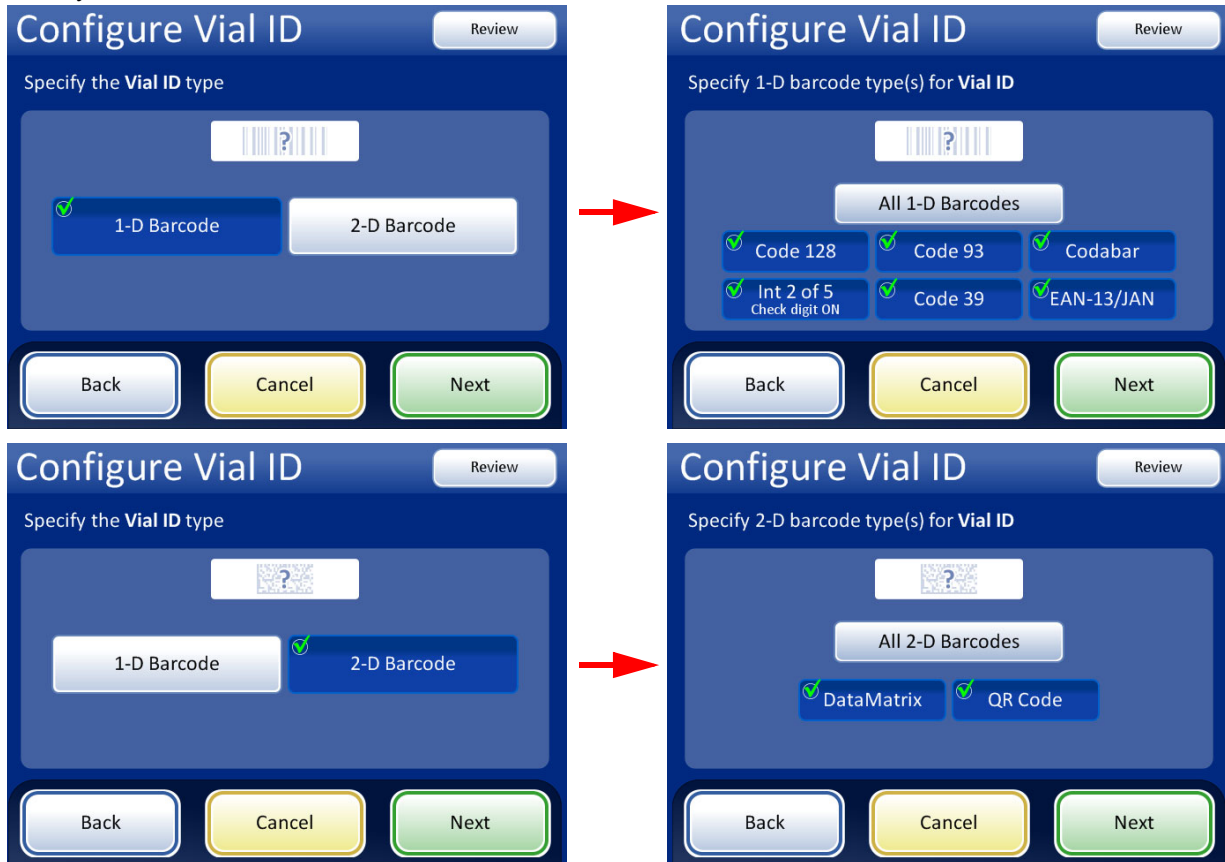 Configure Vial ID
Review
Specify the Vial ID type
?
1-D Barcode
2-D Barcode
Back
Cancel
Next
Configure Vial ID
Review
Specify 1-D barcode type(s) for Vial ID
?
All 1-D Barcodes
Code 128
Code 93
Codabar
Int 2 of 5
Check digit ON
Code 39
EAN-13/JAN
Back
Cancel
Next
Configure Vial ID
Review
Specify the Vial ID type
?
1-D Barcode
2-D Barcode
Back
Cancel
Next
Configure Vial ID
Review
Specify 2-D barcode type(s) for Vial ID
?
All 2-D Barcodes
DataMatrix
QR Code
Back
Cancel
Next